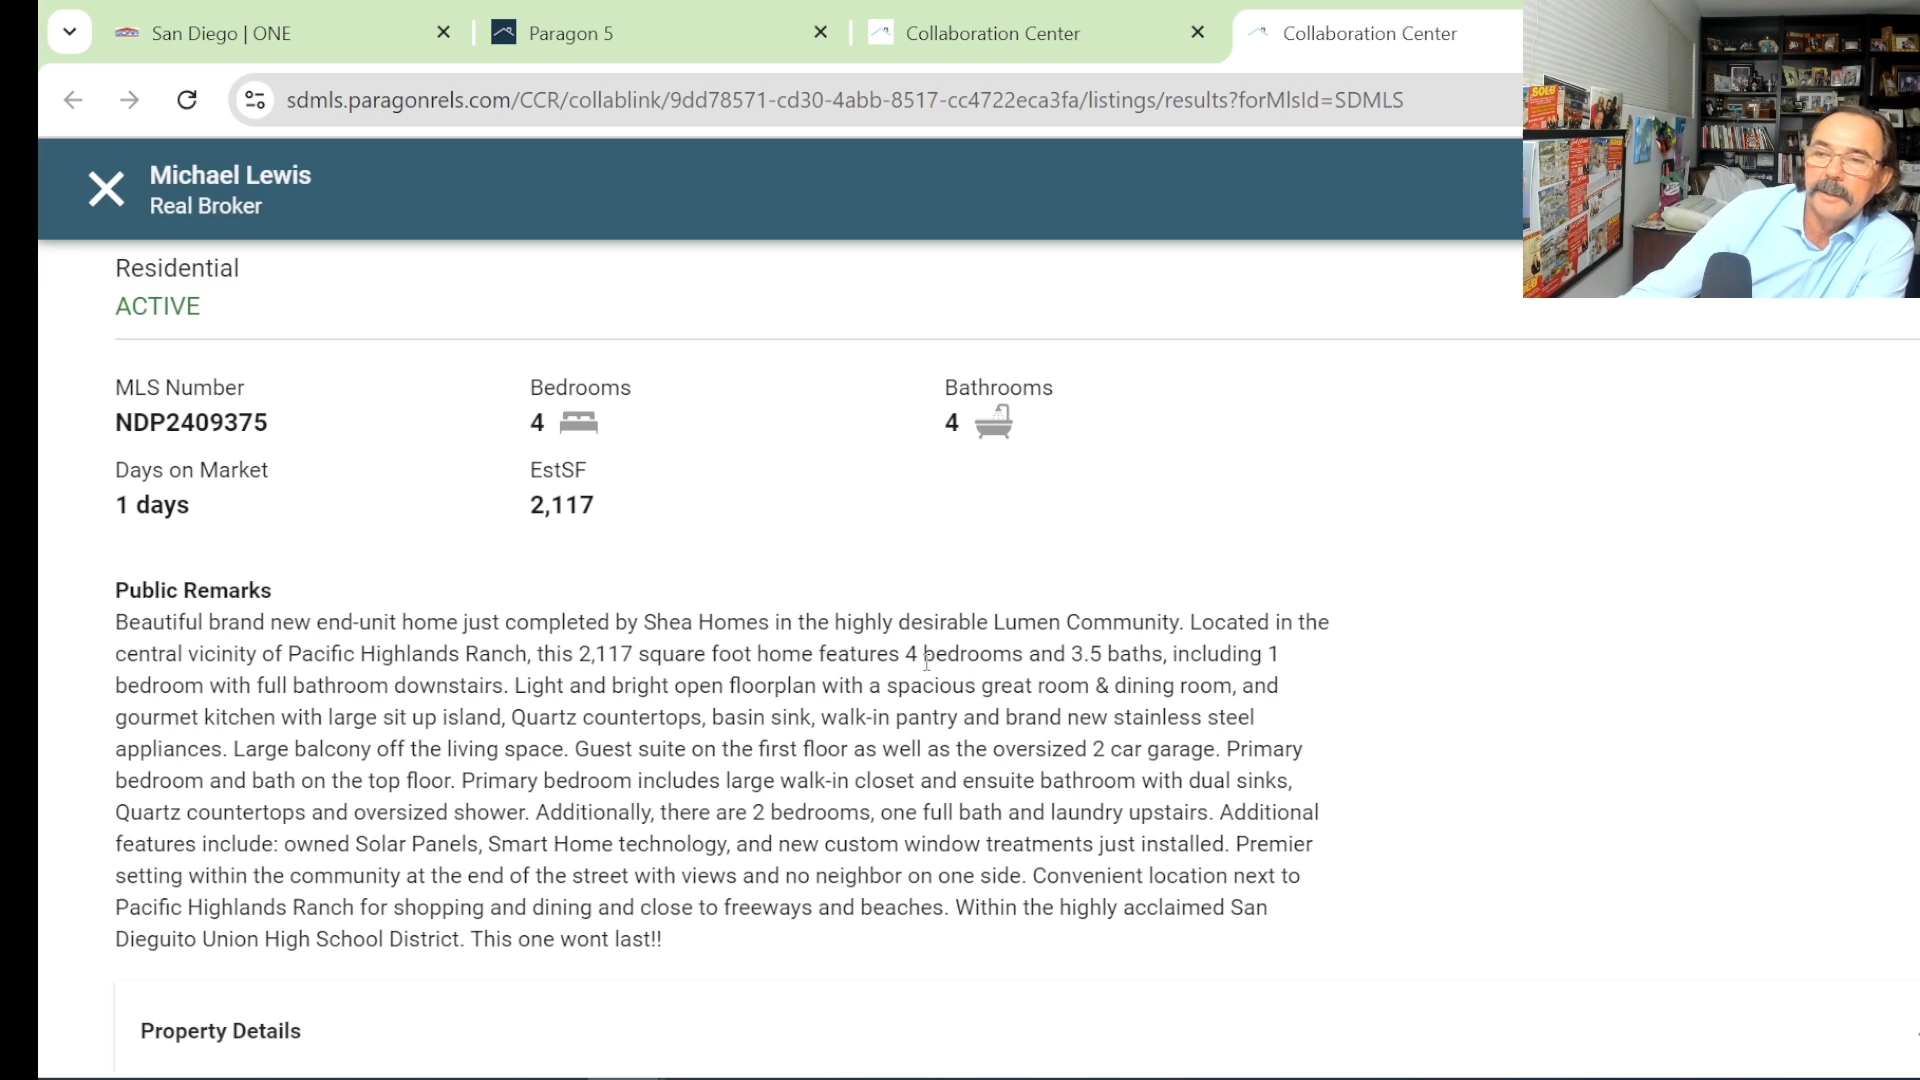 San Diego | ONE
Paragon 5
Collaboration Center
Collaboration Center
sdmls.paragonrels.com/CCR/collablink/9dd78571-cd30-4abb-8517-cc4722eca3fa/listings/results?forMlsId=SDMLS
Michael Lewis
Real Broker
SOLD
Residential
ACTIVE
MLS Number
Bedrooms
Bathrooms
NDP2409375
4
4
Days on Market
EstSF
1 days
2,117
Public Remarks
Beautiful brand new end-unit home just completed by Shea Homes in the highly desirable Lumen Community. Located in the
central vicinity of Pacific Highlands Ranch, this 2,117 square foot home features 4 bedrooms and 3.5 baths, including 1
bedroom with full bathroom downstairs. Light and bright open floorplan with a spacious great room & dining room, and
gourmet kitchen with large sit up island, Quartz countertops, basin sink, walk-in pantry and brand new stainless steel
appliances. Large balcony off the living space. Guest suite on the first floor as well as the oversized 2 car garage. Primary
bedroom and bath on the top floor. Primary bedroom includes large walk-in closet and ensuite bathroom with dual sinks,
Quartz countertops and oversized shower. Additionally, there are 2 bedrooms, one full bath and laundry upstairs. Additional
features include: owned Solar Panels, Smart Home technology, and new custom window treatments just installed. Premier
setting within the community at the end of the street with views and no neighbor on one side. Convenient location next to
Pacific Highlands Ranch for shopping and dining and close to freeways and beaches. Within the highly acclaimed San
Dieguito Union High School District. This one wont last!!
Property Details